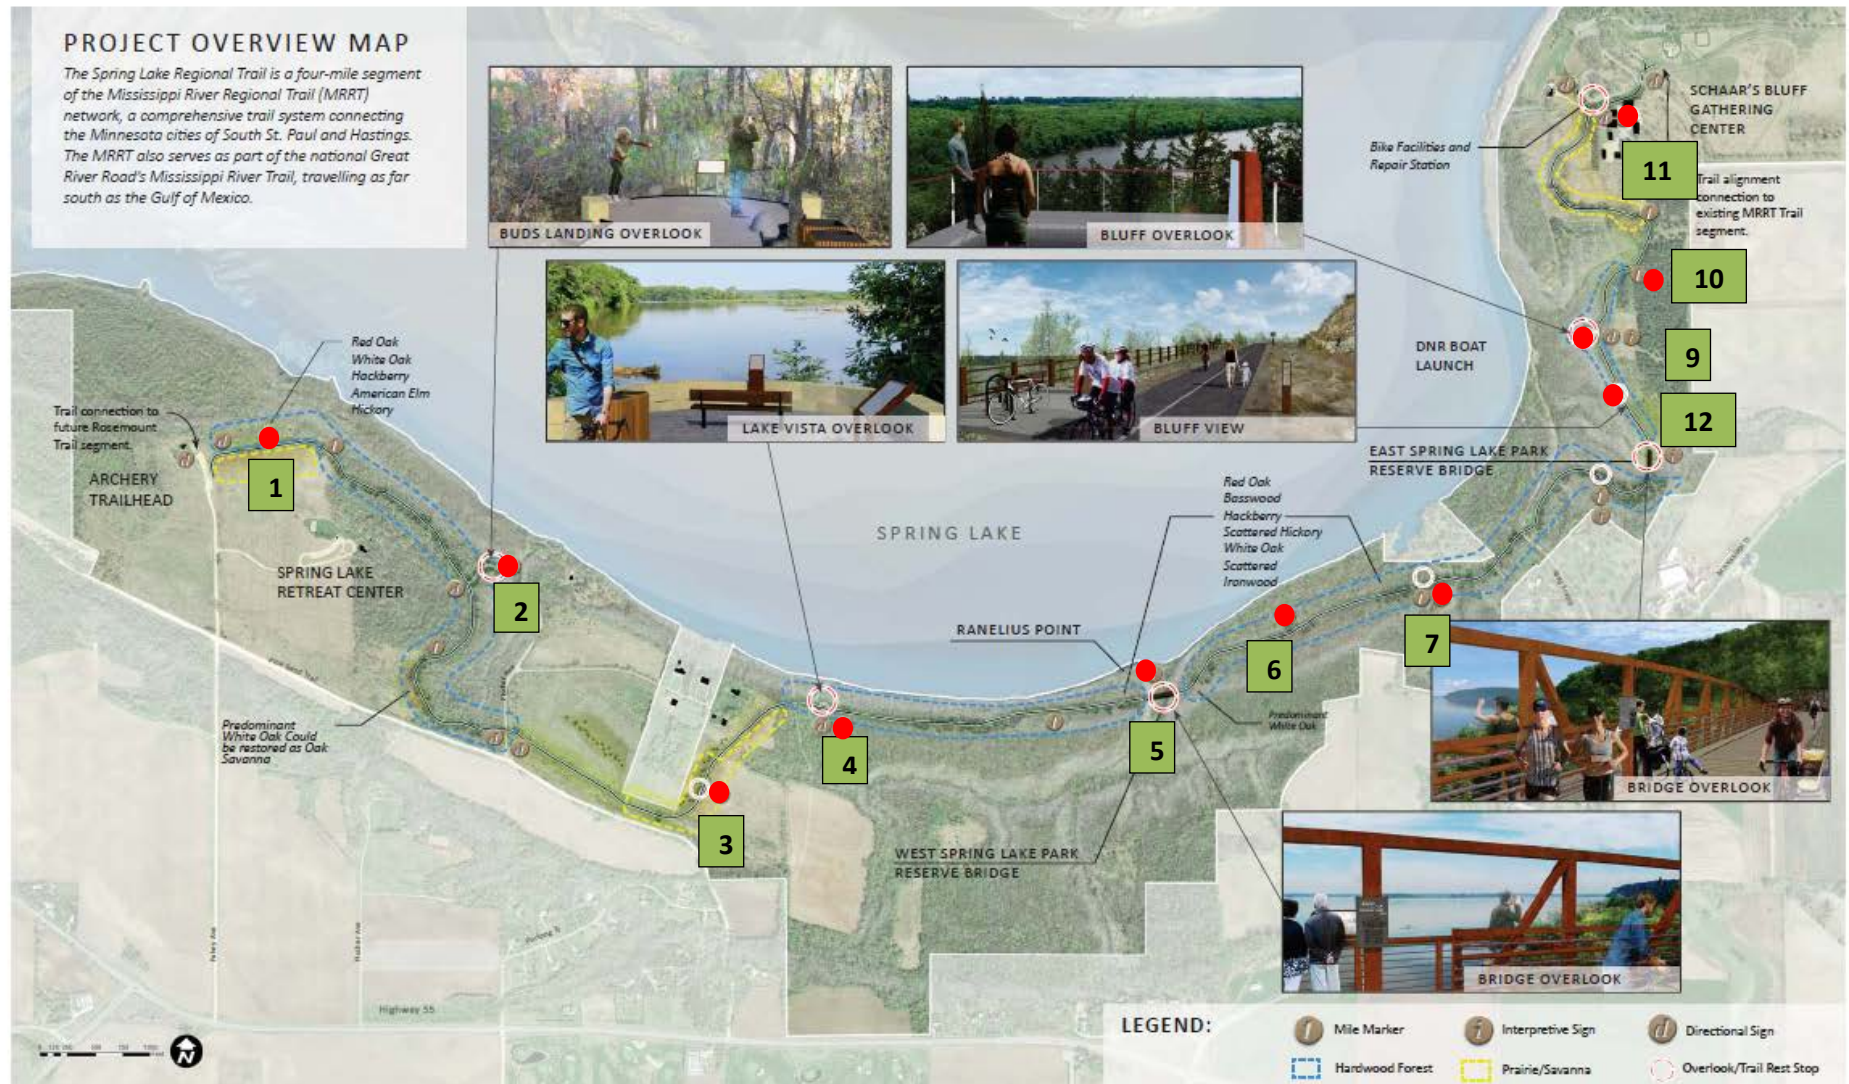 PROJECT OVERVIEW MAP
The Spring Lake Regional Trail is a four-mile segment
of the Mississippi River Regional Trail (MRRT)
network, a comprehensive trail system connecting
the Minnesota cities of South St. Paul and Hastings.
The MRRT also serves as part of the national Great
River Road's Mississippi River Trail, travelling as far
south as the Gulf of Mexico.
BUDS LANDING OVERLOOK
BLUFF OVERLOOK
LAKE VISTA OVERLOOK
BLUFF VIEW
Bike Facilities and
Repair Station
SCHAAR'S BLUFF
GATHERING
CENTER
11
Trail alignment
connection to
existing MRRT Trail
segment.
10
9
DNR BOAT
LAUNCH
12
EAST SPRING LAKE PARK
RESERVE BRIDGE
Red Oak
White Oak
Hackberry
American Elm
Hickory
Trail connection to
future Rosemount
Trail segment.
ARCHERY
TRAILHEAD
1
SPRING LAKE
RETREAT CENTER
2
SPRING LAKE
Red Oak
Basswood
Hackberry
Scattered Hickory
White Oak
Scattered
Ironwood
RANELIUS POINT
6
7
Predominant
White Oak
5
4
3
Predominant
White Oak Could
be restored as Oak
Savanna
WEST SPRING LAKE PARK
RESERVE BRIDGE
BRIDGE OVERLOOK
BRIDGE OVERLOOK
Highway 55
N
LEGEND:
Mile Marker
Interpretive Sign
Directional Sign
Hardwood Forest
Prairie/Savanna
Overlook/Trail Rest Stop